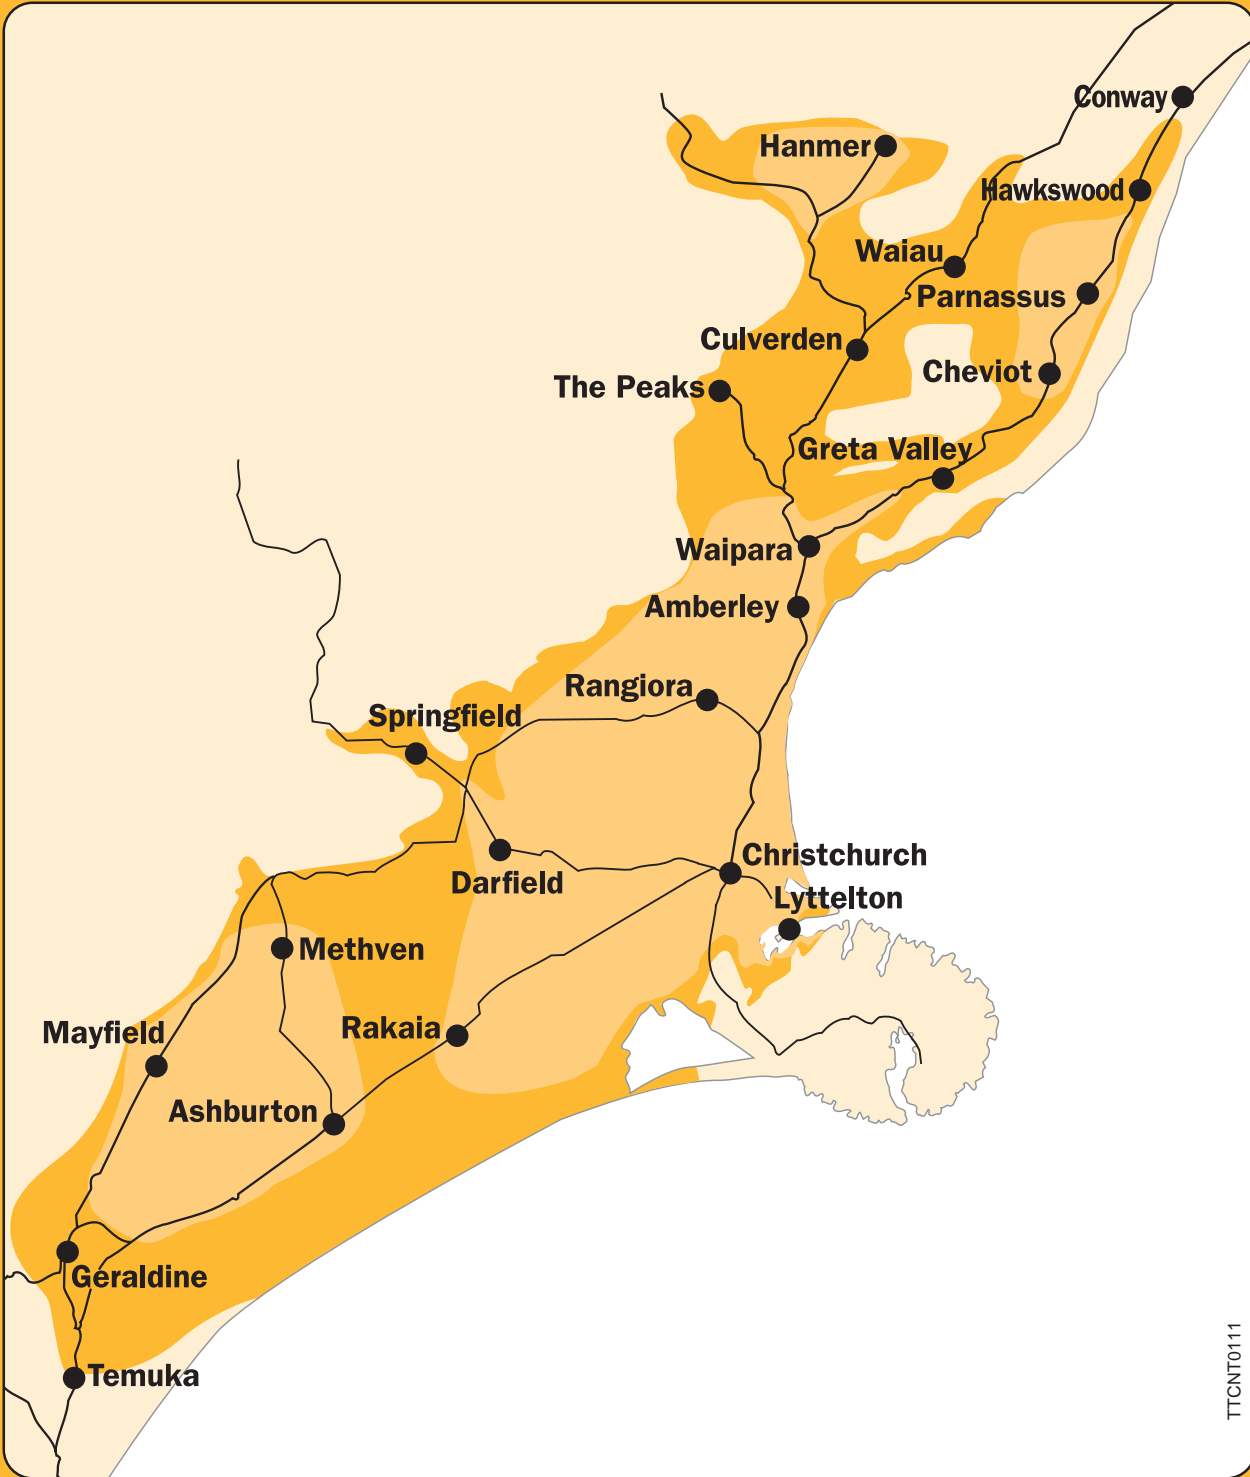 Conway
Hanmer
Hawkswood
Waiau
Parnassus
Culverden
Cheviot
The Peaks
Greta Valley
Waipara
Amberley
Rangiora
Springfield
Christchurch
Darfield
Lyttelton
Methven
Rakaia
Mayfield
Ashburton
Geraldine
Temuka
TTCNT0111